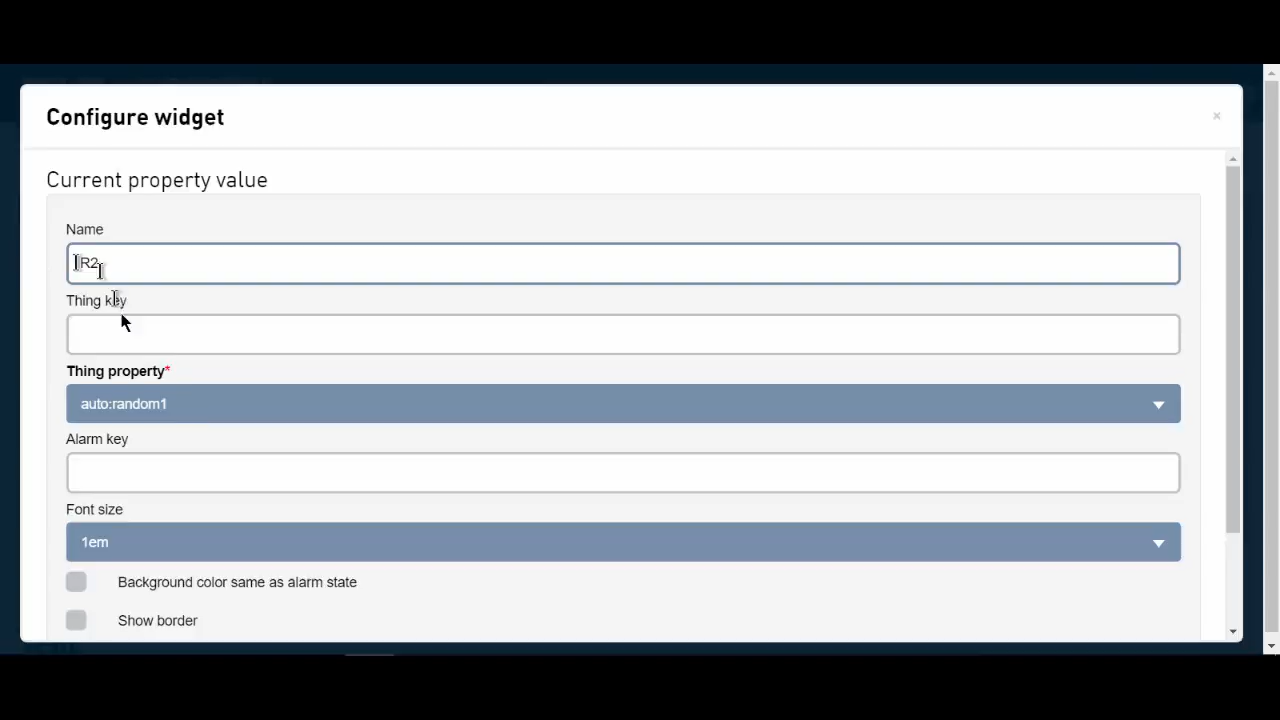 Configure widget
×
Current property value
Name
R2
Thing key
Thing property*
auto:random1
Alarm key
Font size
1em
Background color same as alarm state
Show border